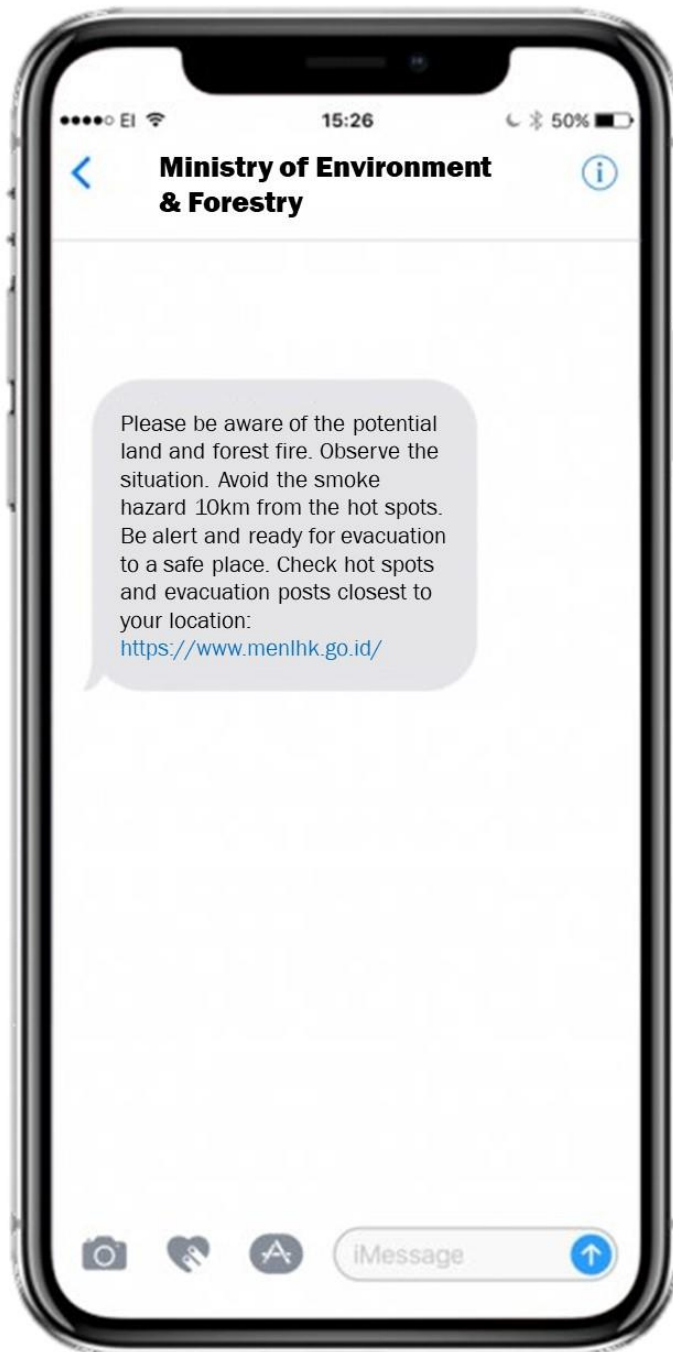 EI 15:26 50%
Ministry of Environment
& Forestry
Please be aware of the potential
land and forest fire. Observe the
situation. Avoid the smoke
hazard 10km from the hot spots.
Be alert and ready for evacuation
to a safe place. Check hot spots
and evacuation posts closest to
your location:
https://www.menlhk.go.id/
iMessage